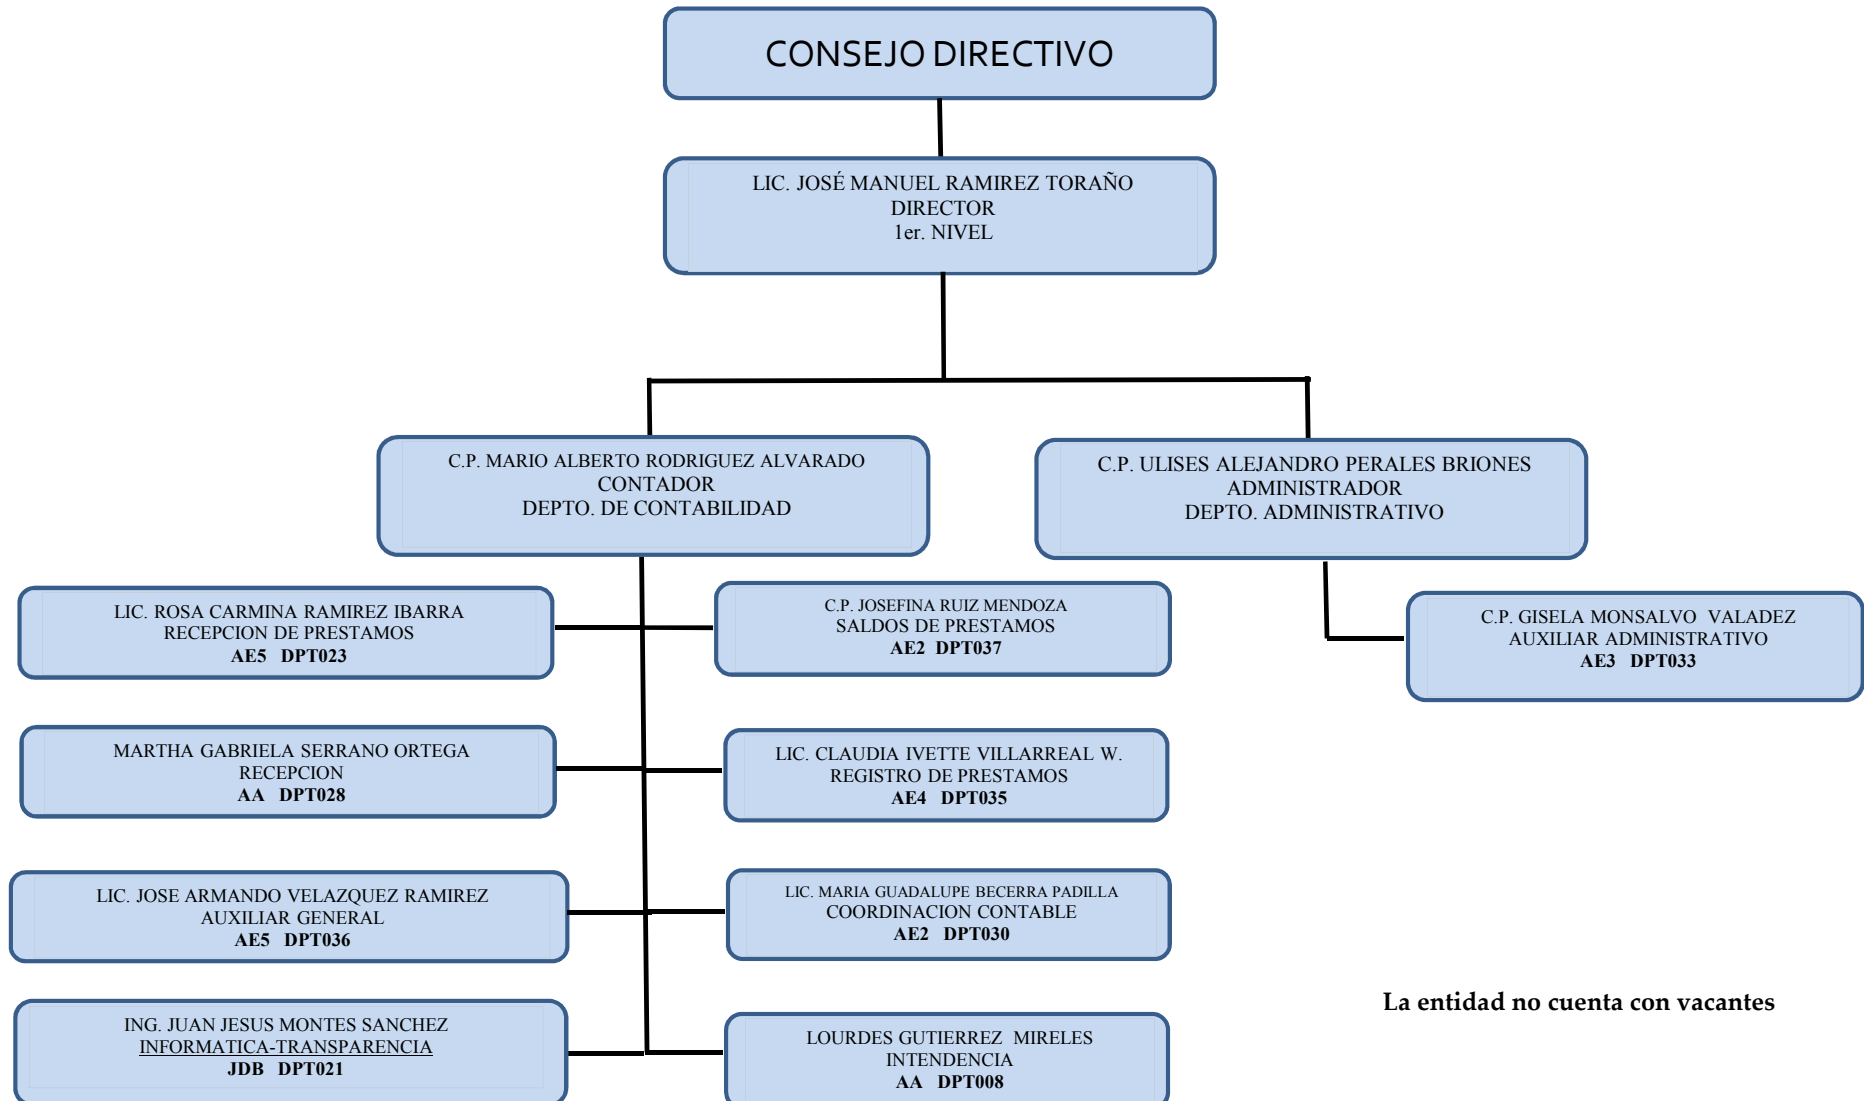 CONSEJO DIRECTIVO
LIC. JOSÉ MANUEL RAMIREZ TORAÑO
DIRECTOR
1er. NIVEL
C.P. MARIO ALBERTO RODRIGUEZ ALVARADO
CONTADOR
DEPTO. DE CONTABILIDAD
C.P. ULISES ALEJANDRO PERALES BRIONES
ADMINISTRADOR
DEPTO. ADMINISTRATIVO
LIC. ROSA CARMINA RAMIREZ IBARRA
RECEPCION DE PRESTAMOS
AE5 DPT023
C.P. JOSEFINA RUIZ MENDOZA
SALDOS DE PRESTAMOS
AE2 DPT037
C.P. GISELA MONSALVO VALADEZ
AUXILIAR ADMINISTRATIVO
AE3 DPT033
MARTHA GABRIELA SERRANO ORTEGA
RECEPCION
AA DPT028
LIC. CLAUDIA IVETTE VILLARREAL W.
REGISTRO DE PRESTAMOS
AE4 DPT035
LIC. JOSE ARMANDO VELAZQUEZ RAMIREZ
AUXILIAR GENERAL
AE5 DPT036
LIC. MARIA GUADALUPE BECERRA PADILLA
COORDINACION CONTABLE
AE2 DPT030
ING. JUAN JESUS MONTES SANCHEZ
INFORMATICA-TRANSPARENCIA
JDB DPT021
LOURDES GUTIERREZ MIRELES
INTENDENCIA
AA DPT008
La entidad no cuenta con vacantes